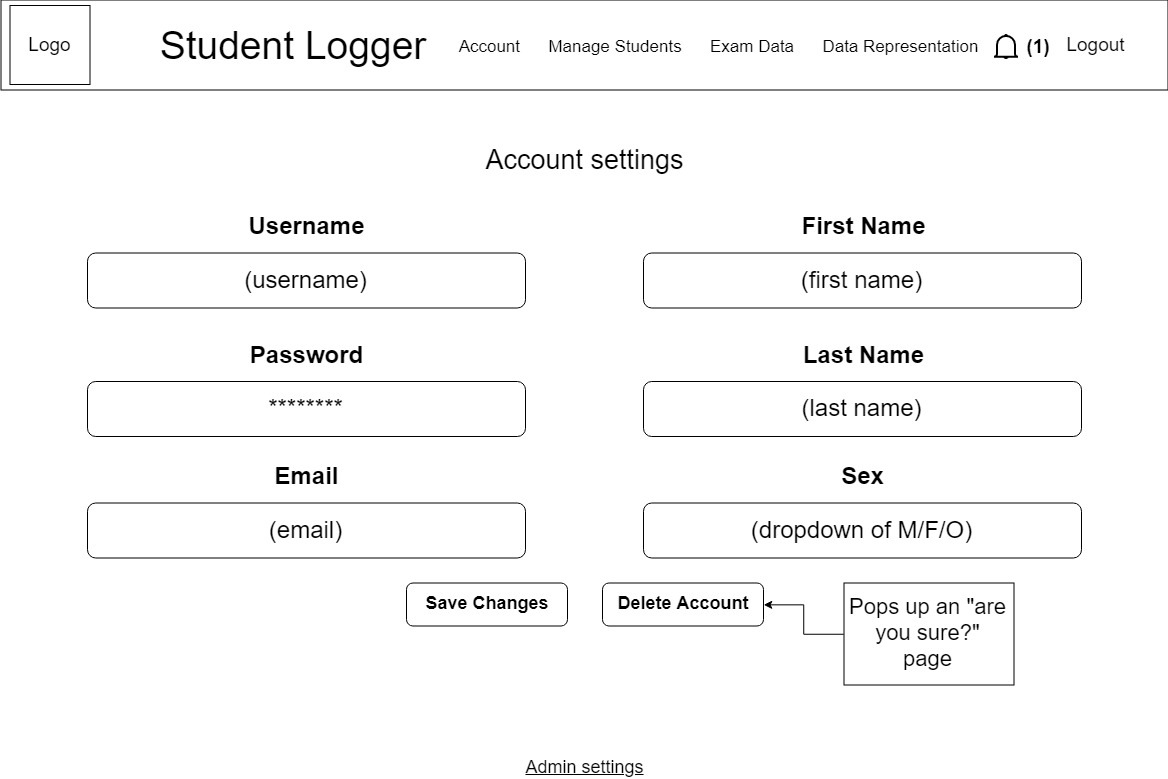 Logo
Student Logger
Account
Manage Students
Exam Data
Data Representation
(1)
Logout
Account settings
Username
First Name
(username)
(first name)
Password
Last Name
********
(last name)
Email
Sex
(email)
(dropdown of M/F/O)
Save Changes
Delete Account
Pops up an "are
you sure?"
page
Admin settings